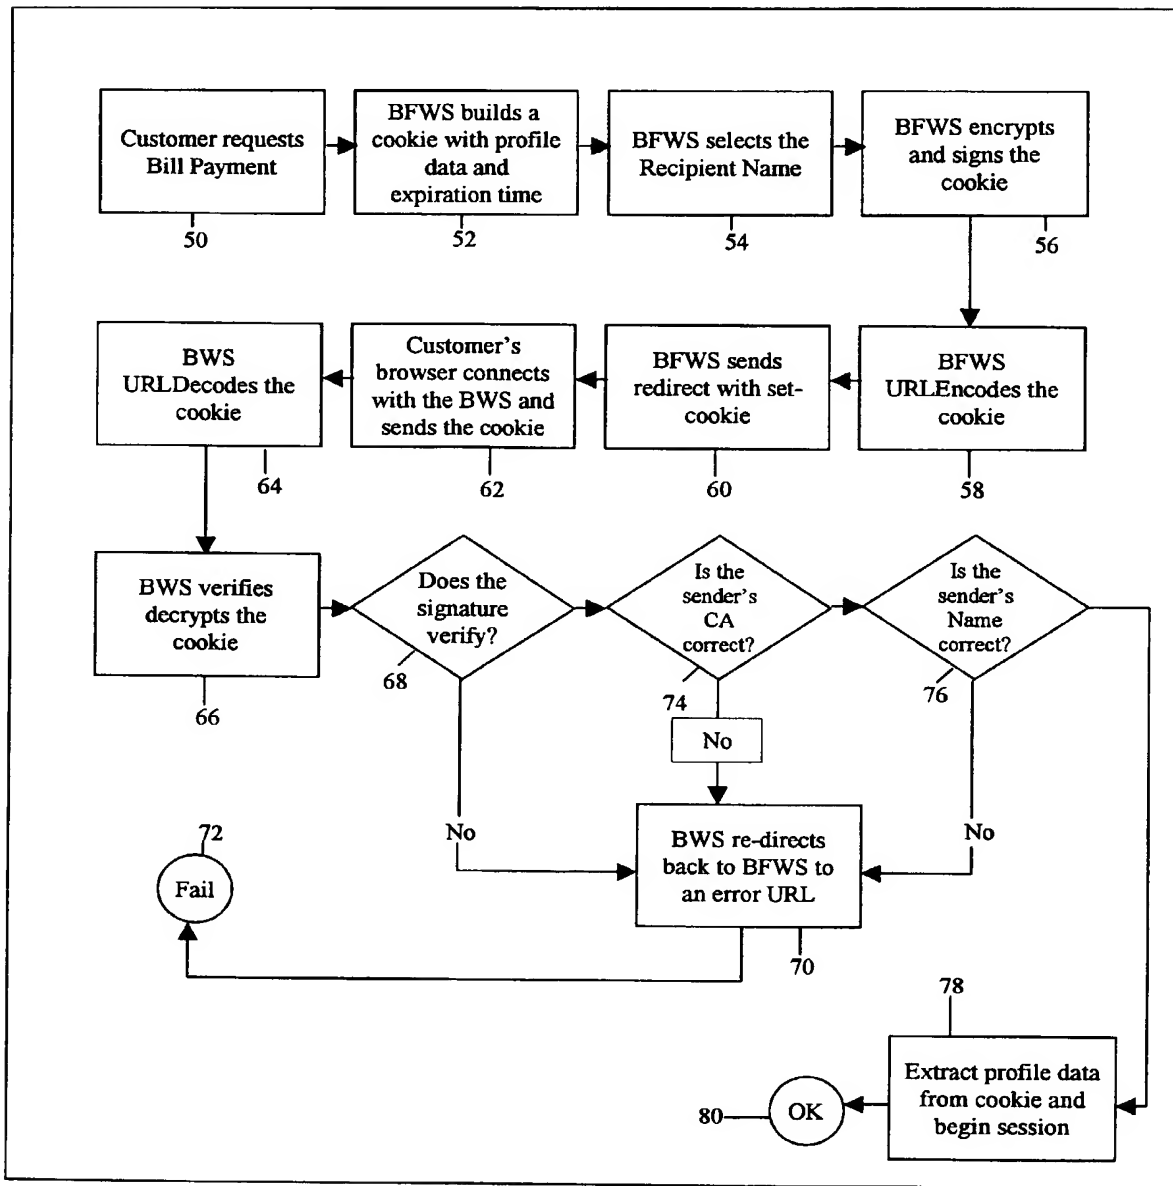 Customer requests
Bill Payment
50
BFWS builds a
cookie with profile
data and
expiration time
52
BFWS selects the
Recipient Name
54
BFWS encrypts
and signs the
cookie
56
BFWS
URLEncodes the
cookie
58
BFWS sends
redirect with set-
cookie
60
Customer's
browser connects
with the BWS and
sends the cookie
62
BWS
URLDecodes the
cookie
64
BWS verifies
decrypts the
cookie
66
Does the
signature
verify?
68
Is the
sender's
CA
correct?
74
Is the
sender's
Name
correct?
76
No
No
No
BWS re-directs
back to BFWS to
an error URL
70
72
Fail
78
Extract profile data
from cookie and
begin session
80
OK